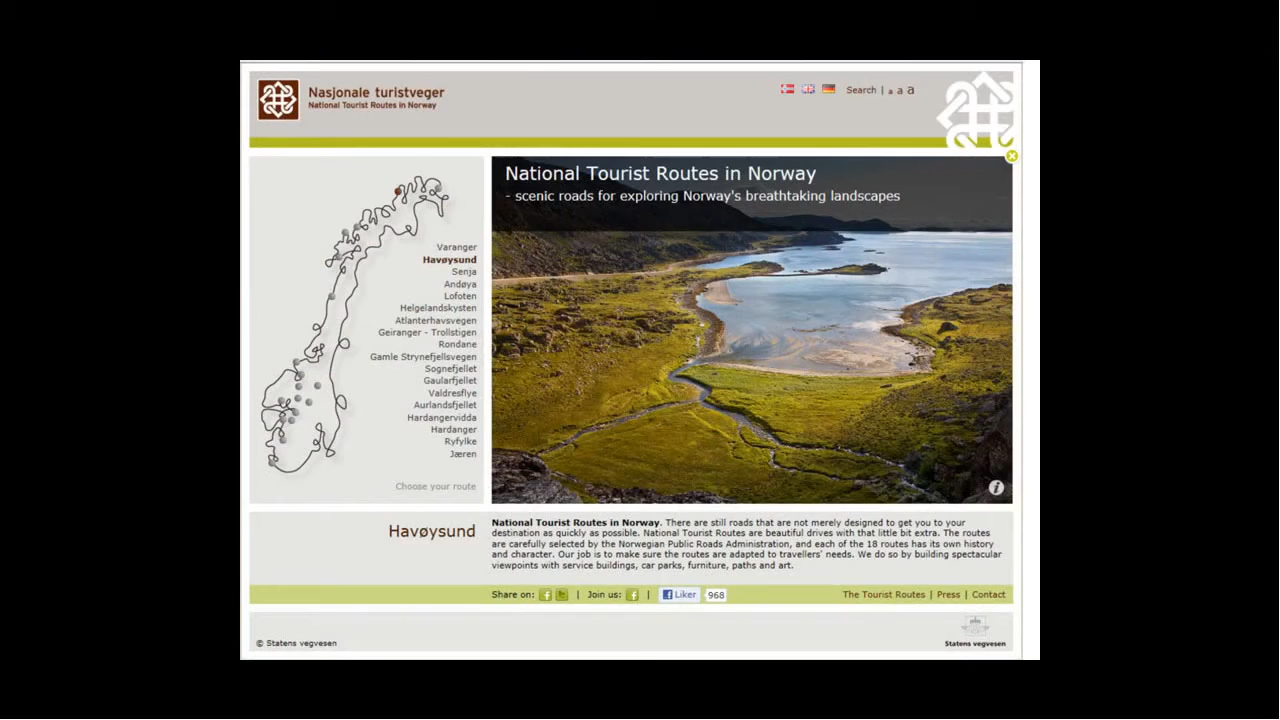 Nasjonale turistveger
National Tourist Routes in Norway
Search | a a a
National Tourist Routes in Norway
- scenic roads for exploring Norway's breathtaking landscapes
Varanger
Havøysund
Senja
Andøya
Lofoten
Helgelandskysten
Atlanterhavsvegen
Geiranger - Trollstigen
Rondane
Gamle Strynefjellsvegen
Sognefjellet
Gaularfjellet
Valdresflye
Aurlandsfjellet
Hardangervidda
Hardanger
Ryfylke
Jæren
Choose your route
i
Havøysund
National Tourist Routes in Norway. There are still roads that are not merely designed to get you to your
destination as quickly as possible. National Tourist Routes are beautiful drives with that little bit extra. The routes
are carefully selected by the Norwegian Public Roads Administration, and each of the 18 routes has its own history
and character. Our job is to make sure the routes are adapted to travellers' needs. We do so by building spectacular
viewpoints with service buildings, car parks, furniture, paths and art.
Share on: | Join us: | Liker 968
The Tourist Routes | Press | Contact
© Statens vegvesen
Statens vegvesen